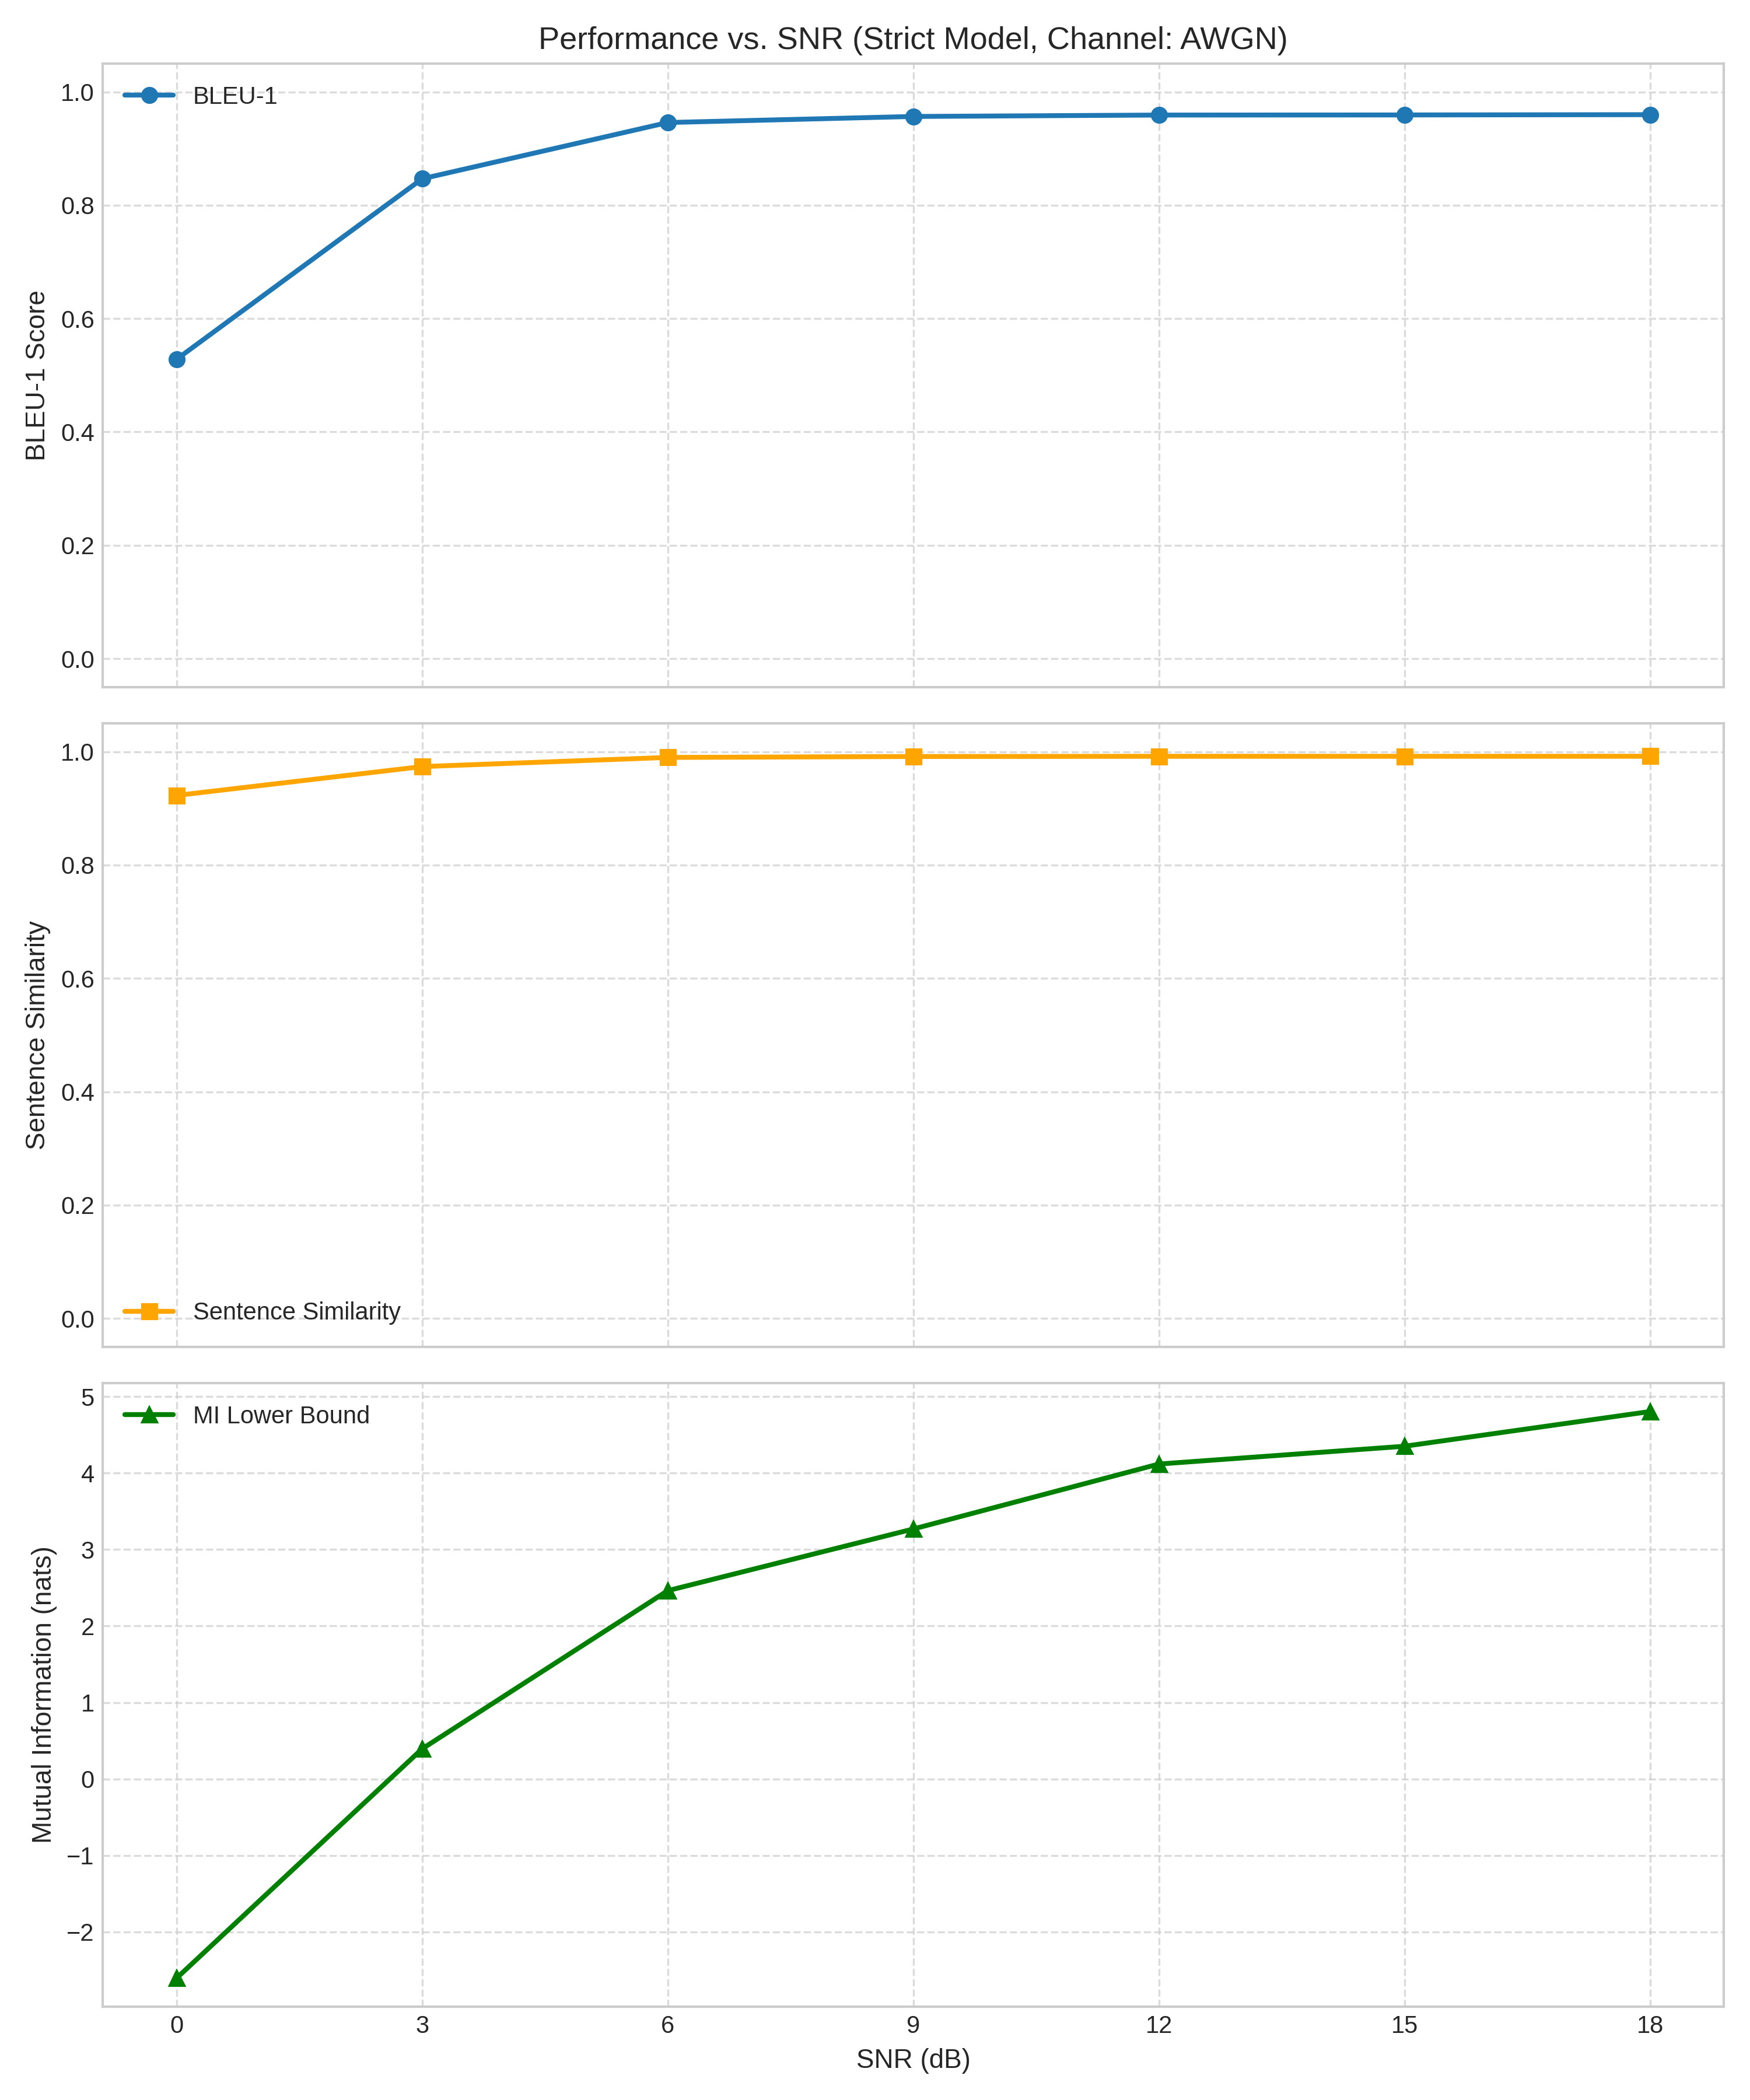 Performance vs. SNR (Strict Model, Channel: AWGN)
BLEU-1
BLEU-1 Score
1.0
0.8
0.6
0.4
0.2
0.0
Sentence Similarity
1.0
0.8
0.6
0.4
0.2
0.0
Sentence Similarity
MI Lower Bound
Mutual Information (nats)
5
4
3
2
1
0
−1
−2
0 3 6 9 12 15 18
SNR (dB)